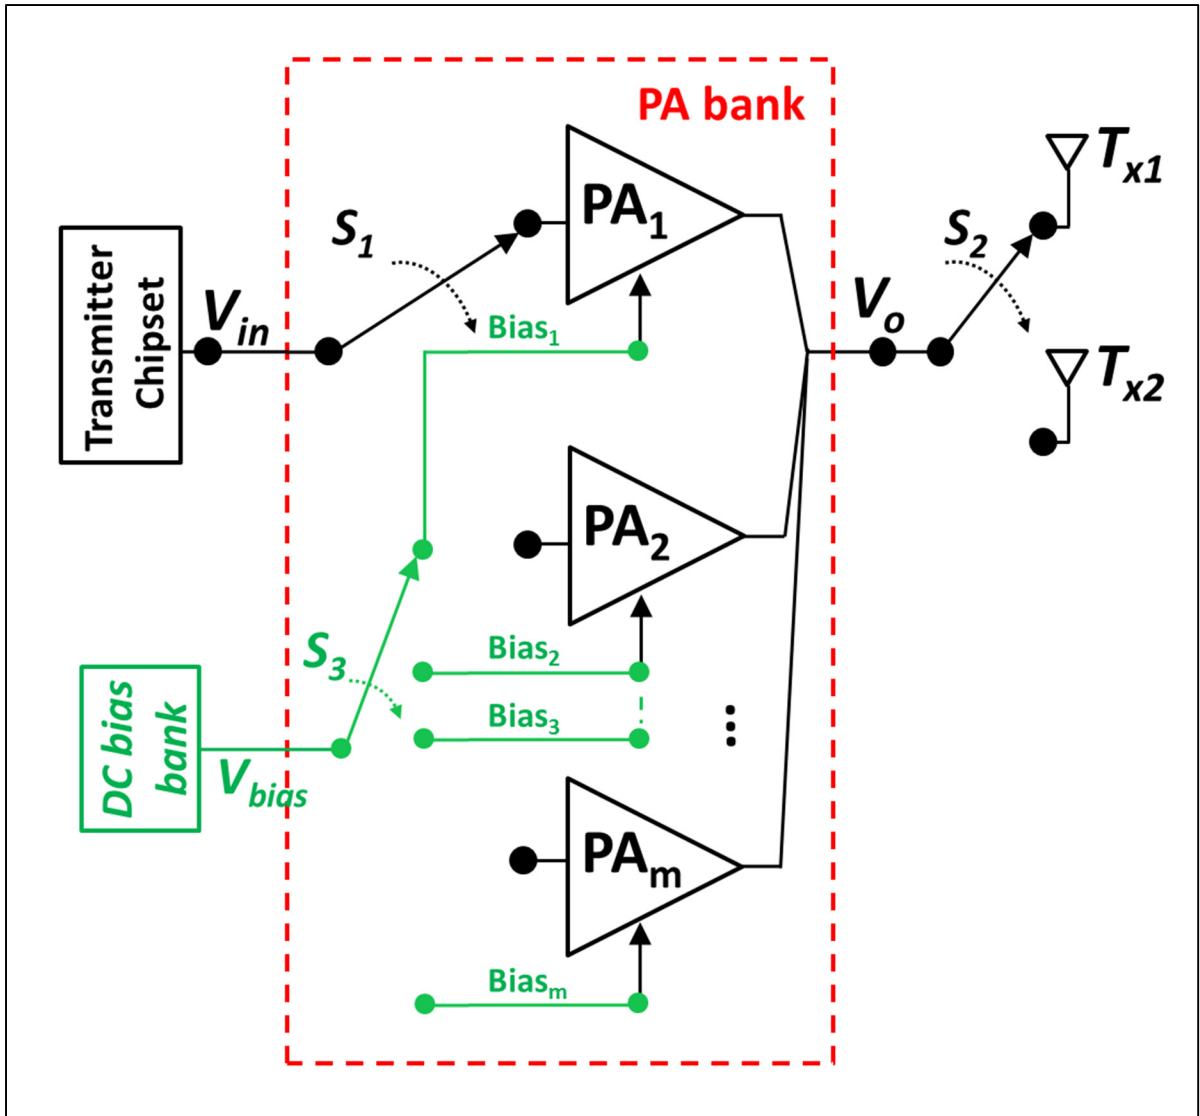 PA bank
T_x1
PA_1
S_1
S_2
Transmitter
Chipset
V_in
V_o
Bias_1
T_x2
PA_2
S_3
Bias_2
Bias_3
⋮
DC bias
bank
V_bias
PA_m
Bias_m